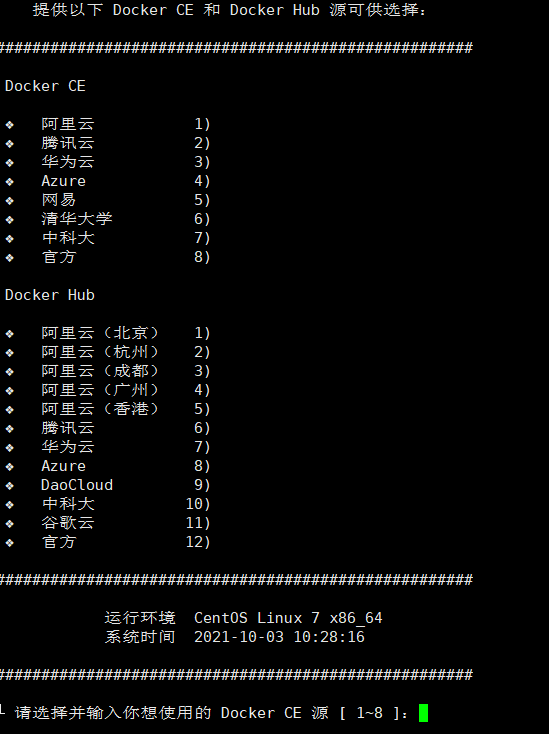 提供以下 Docker CE 和 Docker Hub 源可供选择：
#####################################################
Docker CE
❖ 阿里云 1)
❖ 腾讯云 2)
❖ 华为云 3)
❖ Azure 4)
❖ 网易 5)
❖ 清华大学 6)
❖ 中科大 7)
❖ 官方 8)
Docker Hub
❖ 阿里云（北京） 1)
❖ 阿里云（杭州） 2)
❖ 阿里云（成都） 3)
❖ 阿里云（广州） 4)
❖ 阿里云（香港） 5)
❖ 腾讯云 6)
❖ 华为云 7)
❖ Azure 8)
❖ DaoCloud 9)
❖ 中科大 10)
❖ 谷歌云 11)
❖ 官方 12)
#####################################################
运行环境 CentOS Linux 7 x86_64
系统时间 2021-10-03 10:28:16
#####################################################
└ 请选择并输入你想使用的 Docker CE 源 [ 1~8 ]：